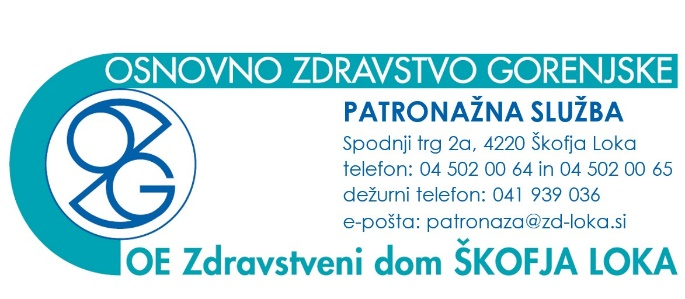 OSNOVNO ZDRAVSTVO GORENJSKE
OZG
PATRONAŽNA SLUŽBA
Spodnji trg 2a, 4220 Škofja Loka
telefon: 04 502 00 64 in 04 502 00 65
dežurni telefon: 041 939 036
e-pošta: patronaza@zd-loka.si
OE Zdravstveni dom ŠKOFJA LOKA